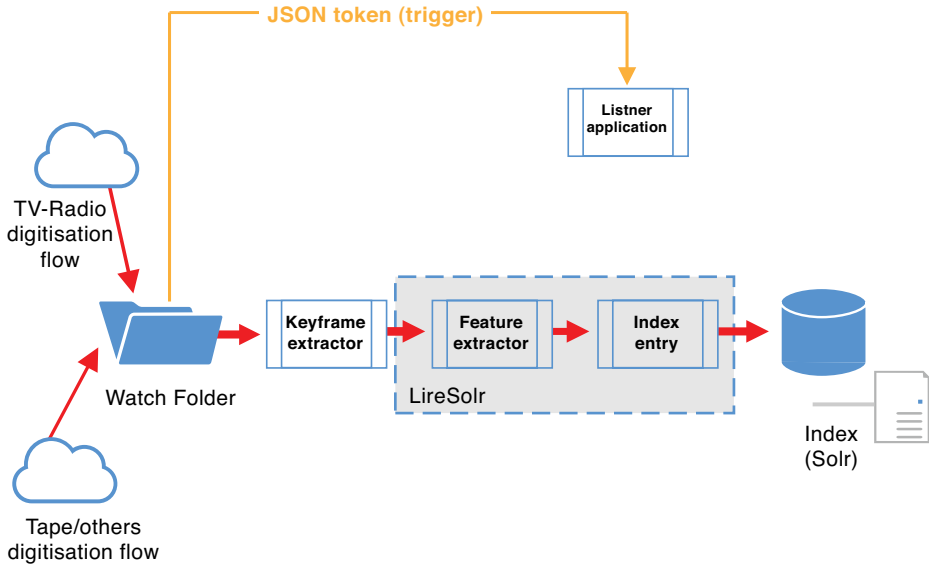 JSON token (trigger)
Listner
application
TV-Radio
digitisation
flow
Keyframe
extractor
Feature
extractor
Index
entry
Watch Folder
LireSolr
Index
(Solr)
Tape/others
digitisation flow